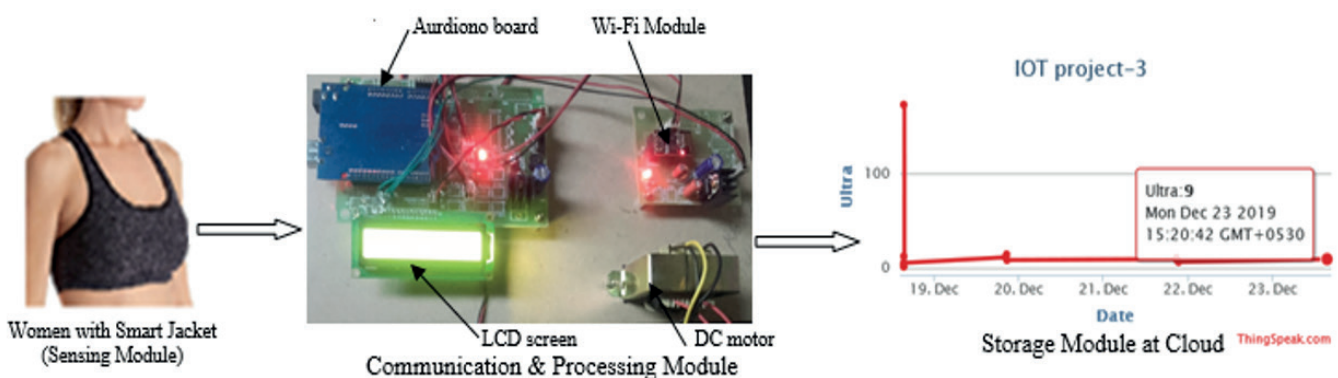 Aurdiono board
Wi-Fi Module
LCD screen
DC motor
Women with Smart Jacket
(Sensing Module)
Communication & Processing Module
IOT project-3
Ultra
100
0
Ultra:9
Mon Dec 23 2019
15:20:42 GMT+0530
19. Dec
20. Dec
21. Dec
22. Dec
23. Dec
Date
Storage Module at Cloud
ThingSpeak.com